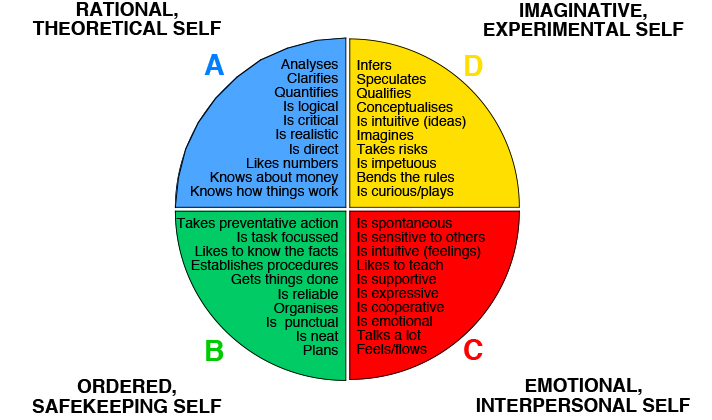 RATIONAL,
THEORETICAL SELF
A
Analyses
Clarifies
Quantifies
Is logical
Is critical
Is realistic
Is direct
Likes numbers
Knows about money
Knows how things work
IMAGINATIVE,
EXPERIMENTAL SELF
D
Infers
Speculates
Qualifies
Conceptualises
Is intuitive (ideas)
Imagines
Takes risks
Is impetuous
Bends the rules
Is curious/plays
Takes preventative action
Is task focussed
Likes to know the facts
Establishes procedures
Gets things done
Is reliable
Organises
Is punctual
Is neat
Plans
B
ORDERED,
SAFEKEEPING SELF
Is spontaneous
Is sensitive to others
Is intuitive (feelings)
Likes to teach
Is supportive
Is expressive
Is cooperative
Is emotional
Talks a lot
Feels/flows
C
EMOTIONAL,
INTERPERSONAL SELF